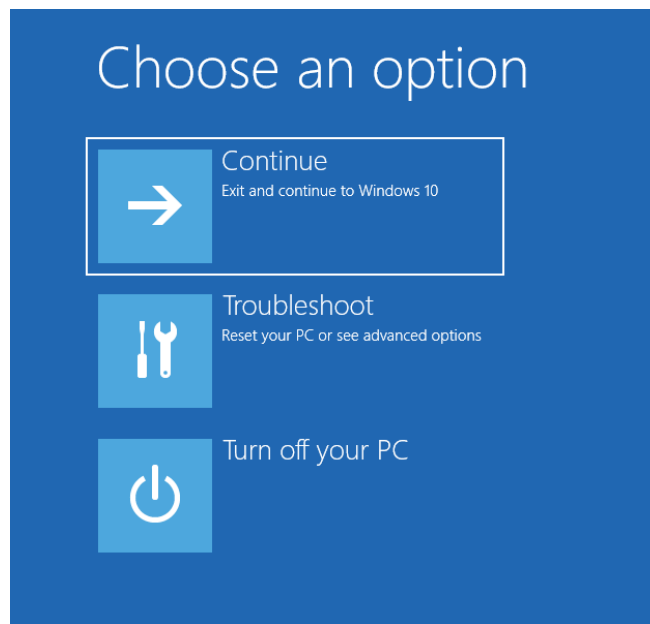 Choose an option
Continue
Exit and continue to Windows 10
Troubleshoot
Reset your PC or see advanced options
Turn off your PC